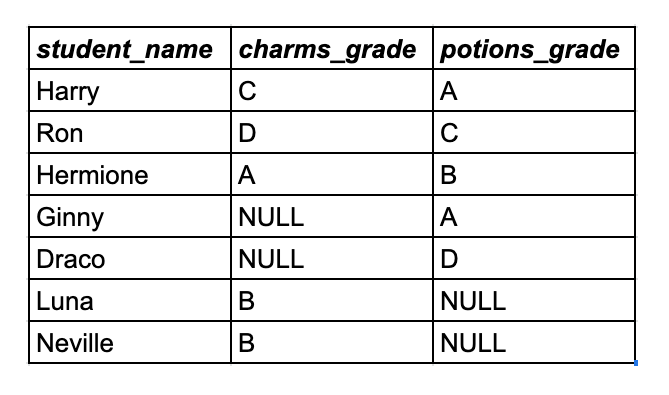 student_name charms_grade potions_grade
Harry C A
Ron D C
Hermione A B
Ginny NULL A
Draco NULL D
Luna B NULL
Neville B NULL